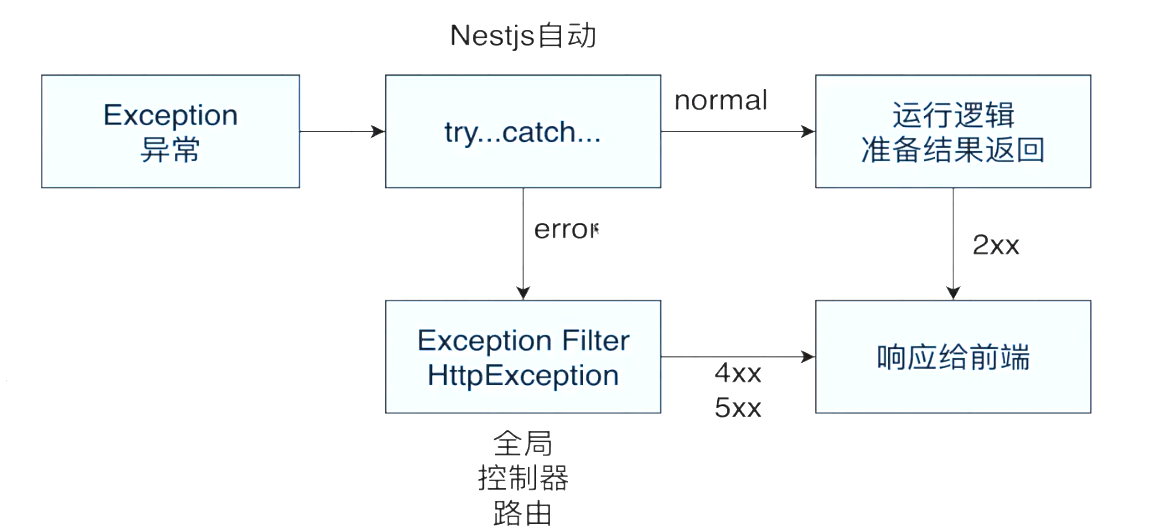 Nestjs自动
Exception
异常
try...catch...
normal
运行逻辑
准备结果返回
error
2xx
Exception Filter
HttpException
4xx
5xx
响应给前端
全局
控制器
路由